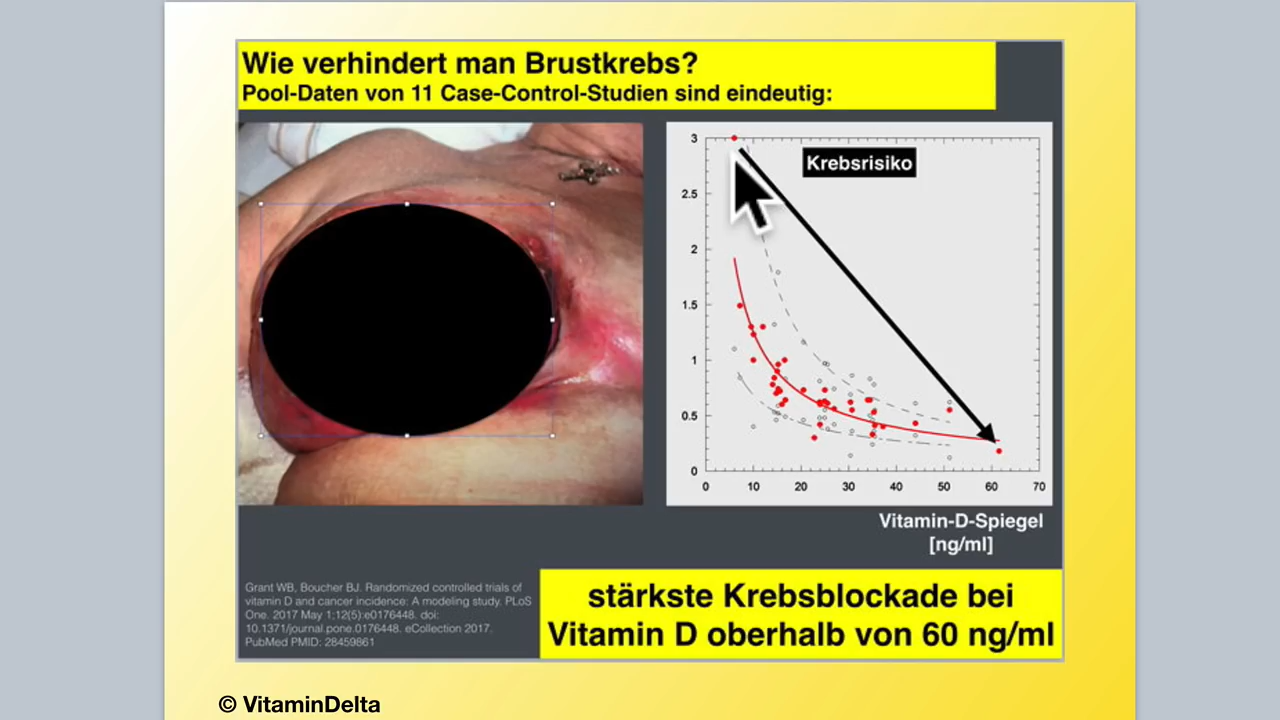 Wie verhindert man Brustkrebs?
Pool-Daten von 11 Case-Control-Studien sind eindeutig:
3
2.5
2
1.5
1
0.5
0
Krebsrisiko
0 10 20 30 40 50 60 70
Vitamin-D-Spiegel
[ng/ml]
Grant WB, Boucher BJ. Randomized controlled trials of
vitamin D and cancer incidence: A modeling study. PLoS
One. 2017 May 1;12(5):e0176448. doi:
10.1371/journal.pone.0176448. eCollection 2017.
PubMed PMID: 28459861
stärkste Krebsblockade bei
Vitamin D oberhalb von 60 ng/ml
© VitaminDelta